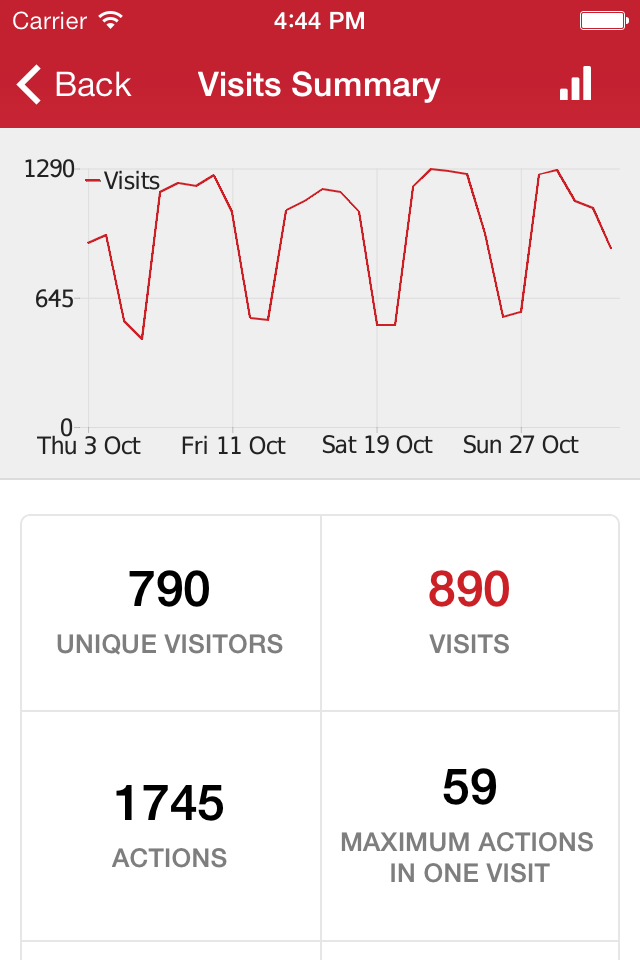 Carrier 4:44 PM
Back Visits Summary
1290
Visits
645
0
Thu 3 Oct Fri 11 Oct Sat 19 Oct Sun 27 Oct
790 890
UNIQUE VISITORS VISITS
1745 59
ACTIONS MAXIMUM ACTIONS
IN ONE VISIT